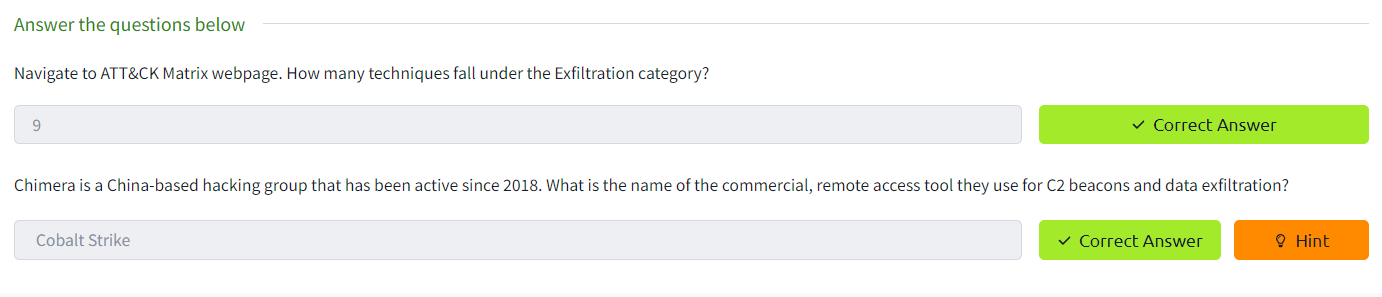 Answer the questions below
Navigate to ATT&CK Matrix webpage. How many techniques fall under the Exfiltration category?
9
Correct Answer
Chimera is a China-based hacking group that has been active since 2018. What is the name of the commercial, remote access tool they use for C2 beacons and data exfiltration?
Cobalt Strike
Correct Answer
Hint